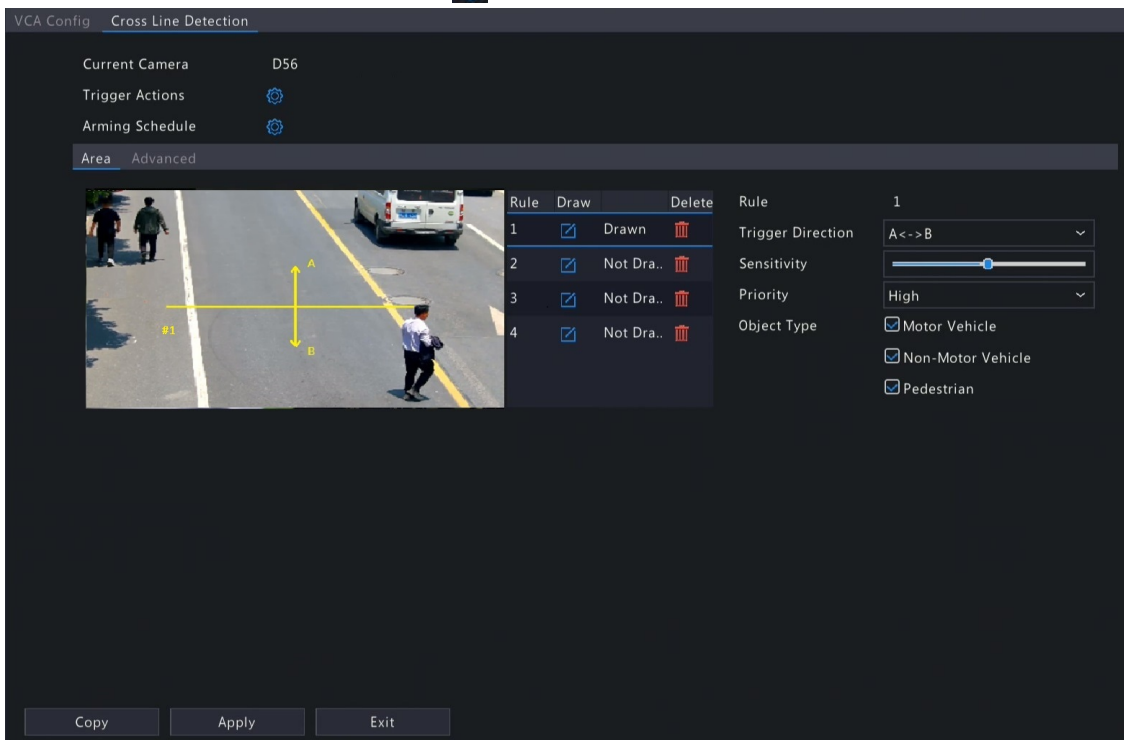 VCA Config Cross Line Detection
Current Camera D56
Trigger Actions
Arming Schedule
Area Advanced
Rule Draw Delete
1 Drawn
2 Not Dra..
3 Not Dra..
4 Not Dra..
A
#1
B
Rule 1
Trigger Direction A<->B
Sensitivity
Priority High
Object Type Motor Vehicle
Non-Motor Vehicle
Pedestrian
Copy Apply Exit